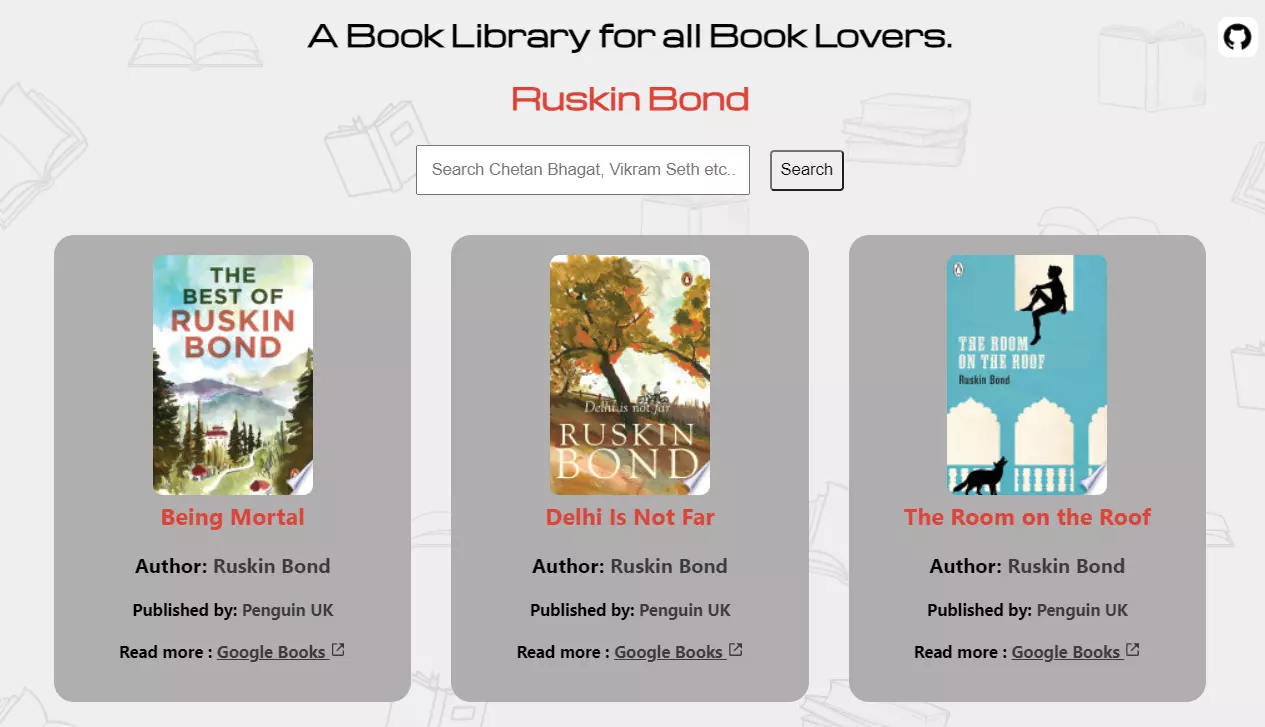 A Book Library for all Book Lovers.
Ruskin Bond
Search Chetan Bhagat, Vikram Seth etc..
Search
THE
BEST OF
RUSKIN
BOND
Being Mortal
Author: Ruskin Bond
Published by: Penguin UK
Read more : Google Books
Delhi is not far
RUSKIN
BOND
Delhi Is Not Far
Author: Ruskin Bond
Published by: Penguin UK
Read more : Google Books
THE ROOM
ON THE ROOF
Ruskin Bond
The Room on the Roof
Author: Ruskin Bond
Published by: Penguin UK
Read more : Google Books